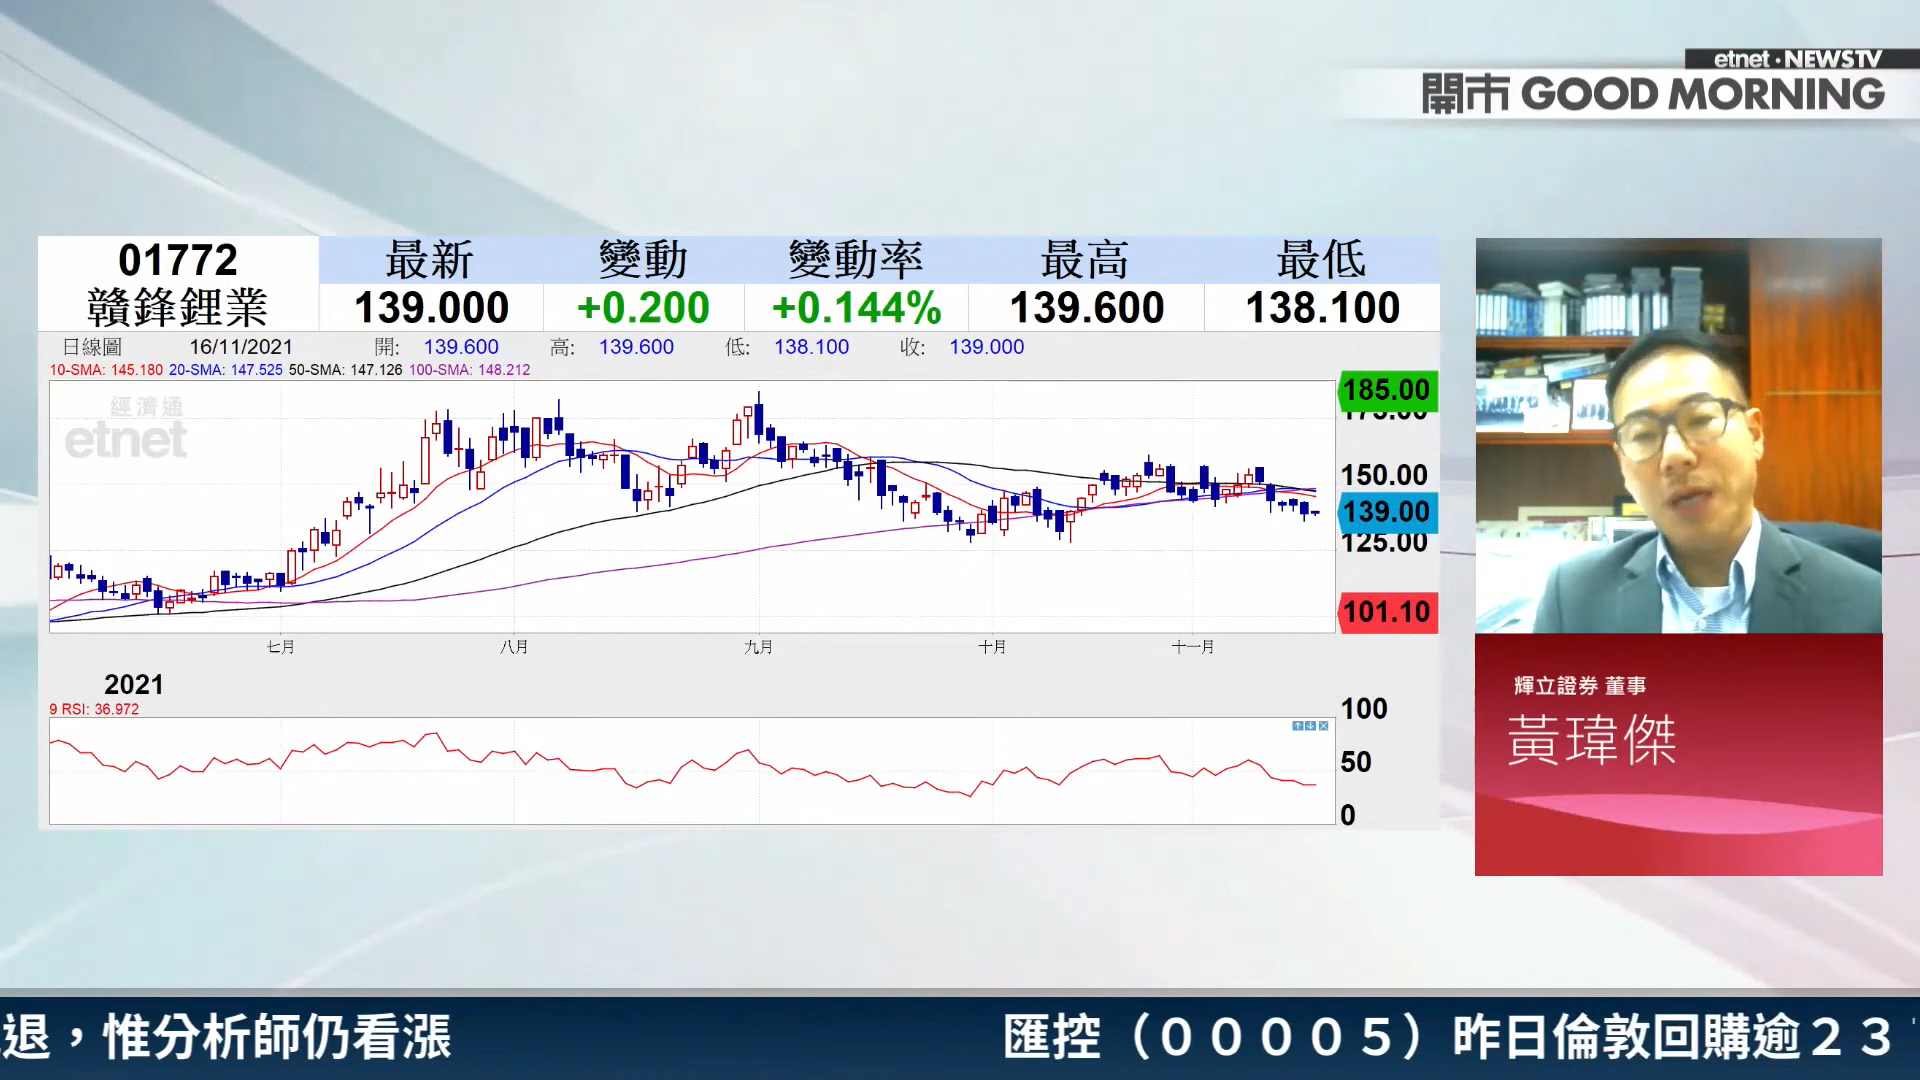 etnet · NEWSTV
開市 GOOD MORNING
01772
贛鋒鋰業
最新 變動 變動率 最高 最低
139.000 +0.200 +0.144% 139.600 138.100
日線圖 16/11/2021 開: 139.600 高: 139.600 低: 138.100 收: 139.000
10-SMA: 145.180 20-SMA: 147.525 50-SMA: 147.126 100-SMA: 148.212
經濟通
etnet
185.00
175.00
150.00
139.00
125.00
101.10
七月 八月 九月 十月 十一月
2021
9 RSI: 36.972
100
50
0
輝立證券 董事
黃瑋傑
退，惟分析師仍看漲
匯控（００００５）昨日倫敦回購逾２３